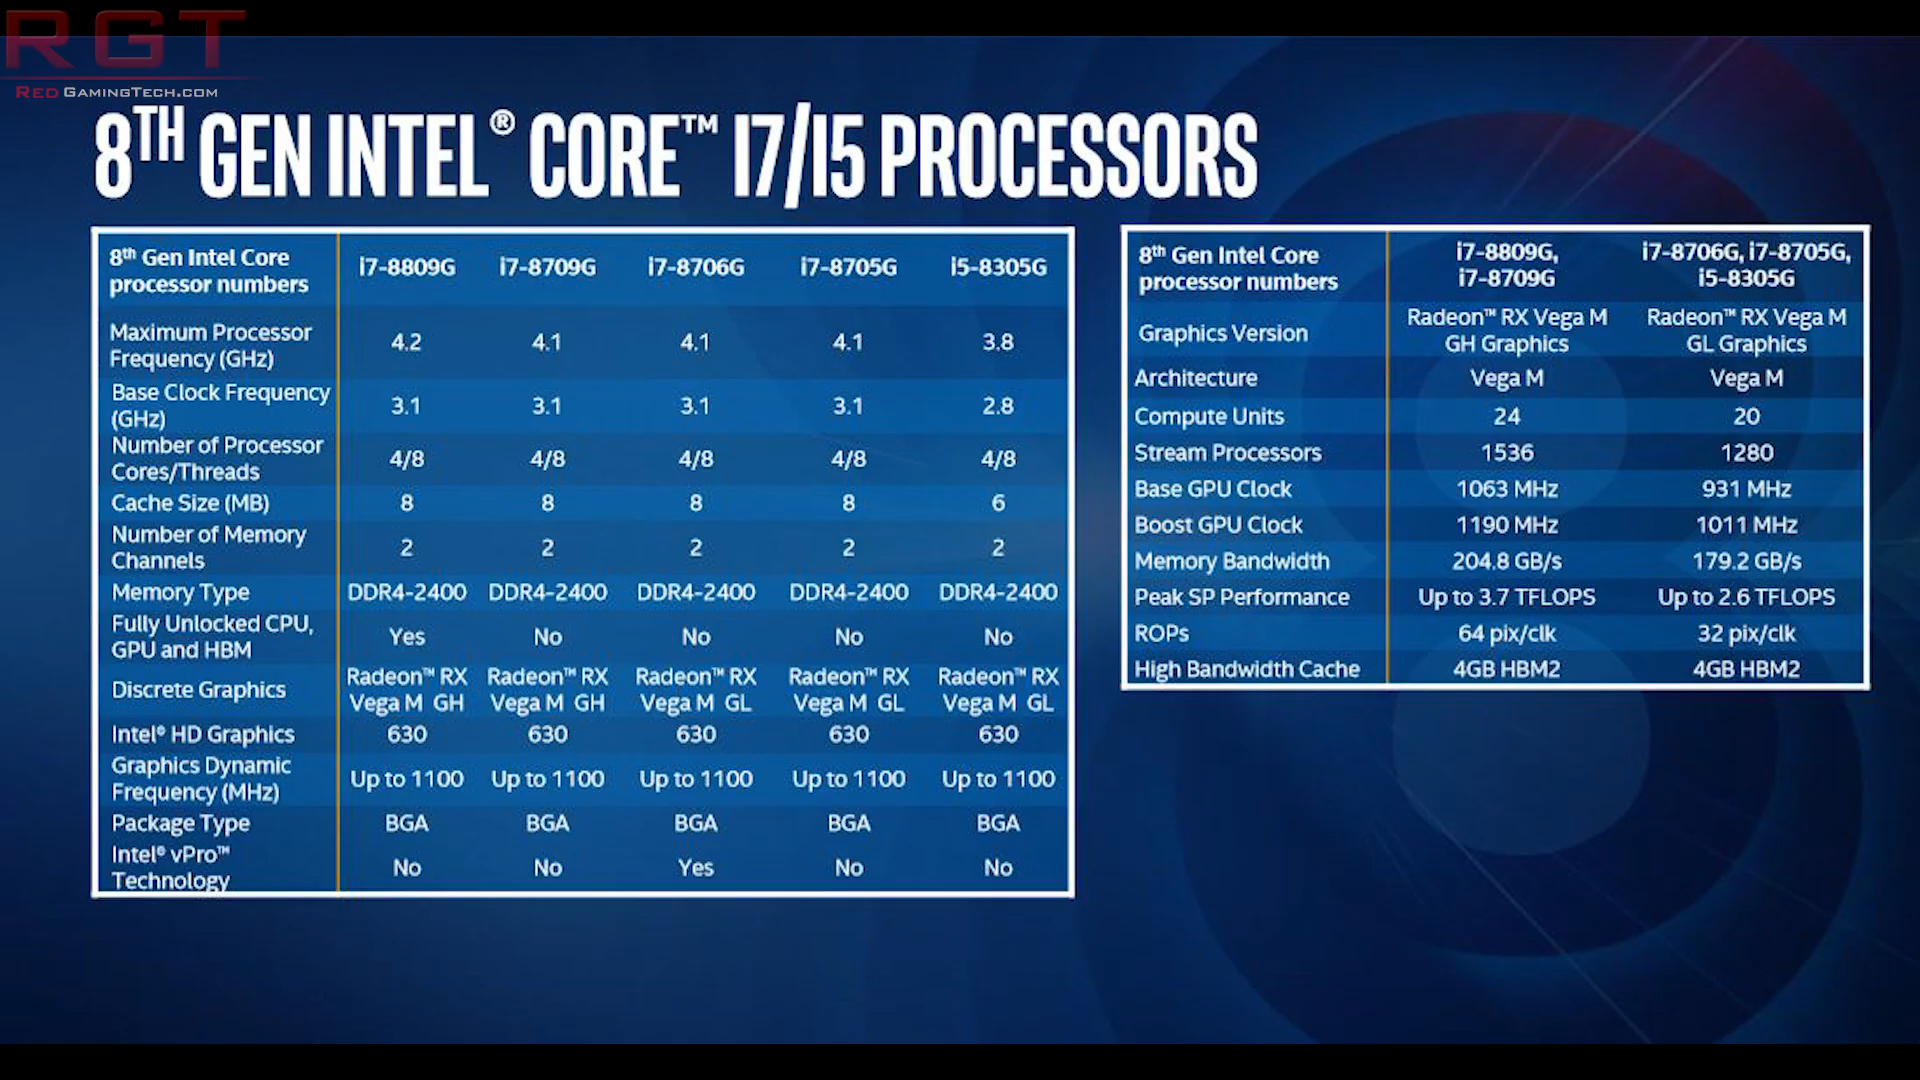 RGT
RedGamingTech.com
8TH GEN INTEL® CORE™ I7/I5 PROCESSORS
8th Gen Intel Core processor numbers i7-8809G i7-8709G i7-8706G i7-8705G i5-8305G
Maximum Processor Frequency (GHz) 4.2 4.1 4.1 4.1 3.8
Base Clock Frequency (GHz) 3.1 3.1 3.1 3.1 2.8
Number of Processor Cores/Threads 4/8 4/8 4/8 4/8 4/8
Cache Size (MB) 8 8 8 8 6
Number of Memory Channels 2 2 2 2 2
Memory Type DDR4-2400 DDR4-2400 DDR4-2400 DDR4-2400 DDR4-2400
Fully Unlocked CPU, GPU and HBM Yes No No No No
Discrete Graphics Radeon™ RX Vega M GH Radeon™ RX Vega M GH Radeon™ RX Vega M GL Radeon™ RX Vega M GL Radeon™ RX Vega M GL
Intel® HD Graphics 630 630 630 630 630
Graphics Dynamic Frequency (MHz) Up to 1100 Up to 1100 Up to 1100 Up to 1100 Up to 1100
Package Type BGA BGA BGA BGA BGA
Intel® vPro™ Technology No No Yes No No
8th Gen Intel Core processor numbers i7-8809G, i7-8709G i7-8706G, i7-8705G, i5-8305G
Graphics Version Radeon™ RX Vega M GH Graphics Radeon™ RX Vega M GL Graphics
Architecture Vega M Vega M
Compute Units 24 20
Stream Processors 1536 1280
Base GPU Clock 1063 MHz 931 MHz
Boost GPU Clock 1190 MHz 1011 MHz
Memory Bandwidth 204.8 GB/s 179.2 GB/s
Peak SP Performance Up to 3.7 TFLOPS Up to 2.6 TFLOPS
ROPs 64 pix/clk 32 pix/clk
High Bandwidth Cache 4GB HBM2 4GB HBM2